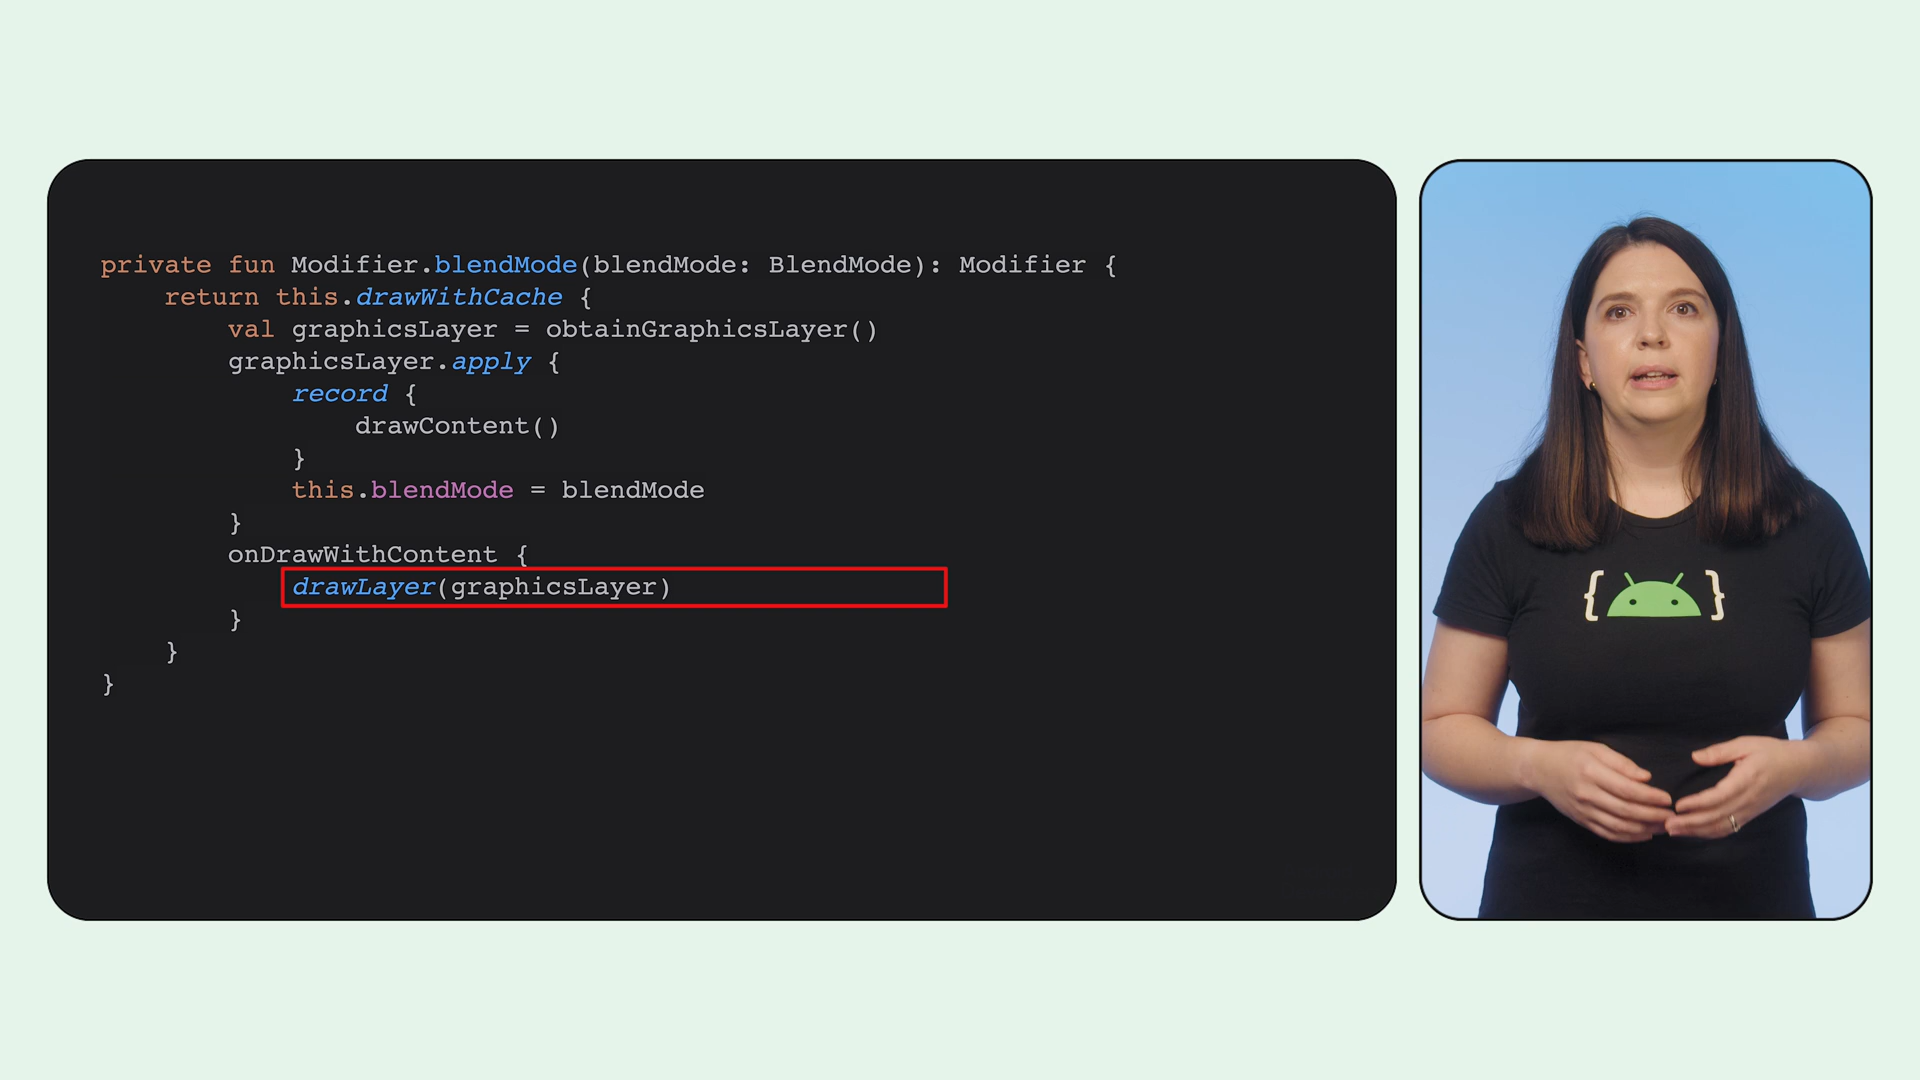 private fun Modifier.blendMode(blendMode: BlendMode): Modifier {
return this.drawWithCache {
val graphicsLayer = obtainGraphicsLayer()
graphicsLayer.apply {
record {
drawContent()
}
this.blendMode = blendMode
}
onDrawWithContent {
drawLayer(graphicsLayer)
}
}
}
{ }